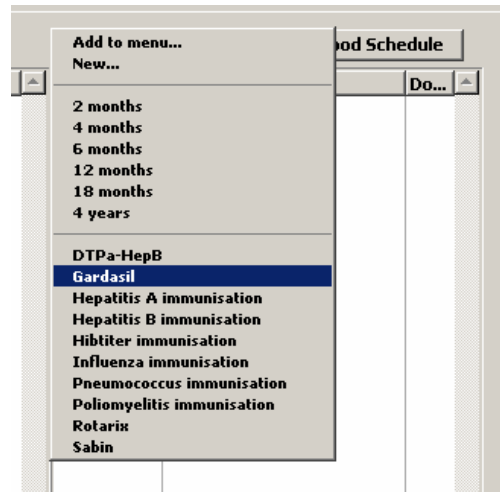 Add to menu...
New...
Schedule
Do...
2 months
4 months
6 months
12 months
18 months
4 years
DTPa-HepB
Gardasil
Hepatitis A immunisation
Hepatitis B immunisation
Hibtiter immunisation
Influenza immunisation
Pneumococcus immunisation
Poliomyelitis immunisation
Rotarix
Sabin